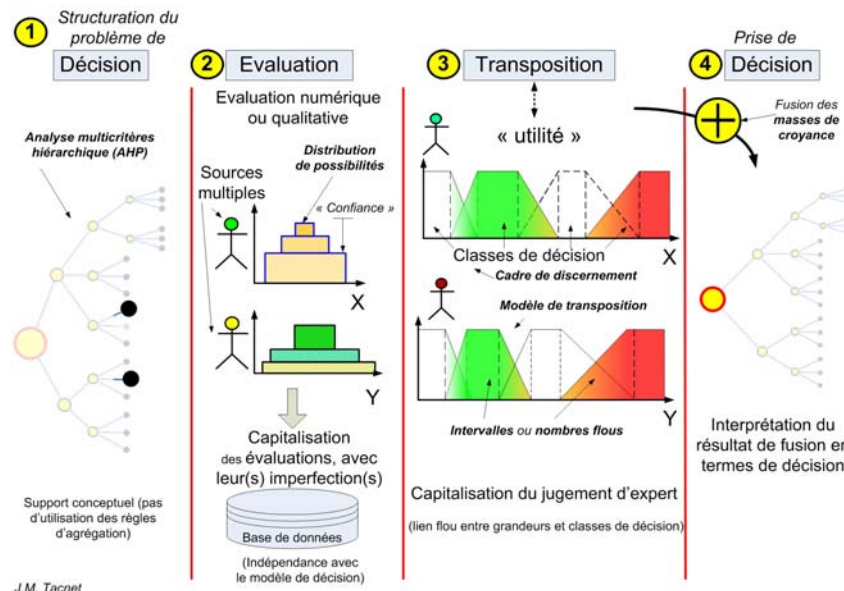 1
Structuration du
problème de
Décision
Analyse multicritères
hiérarchique (AHP)
Support conceptuel (pas
d'utilisation des règles
d'agrégation)
J.M. Tacnet
2
Evaluation
Evaluation numérique
ou qualitative
Sources
multiples
Distribution
de possibilités
« Confiance »
X
Y
Capitalisation
des évaluations, avec
leur(s) imperfection(s)
Base de données
(Indépendance avec
le modèle de décision)
3
Transposition
« utilité »
Classes de décision
X
Cadre de discernement
Modèle de transposition
Y
Intervalles ou nombres flous
Capitalisation du jugement d'expert
(lien flou entre grandeurs et classes de décision)
4
Prise de
Décision
Fusion des
masses de
croyance
Interprétation du
résultat de fusion en
termes de décision